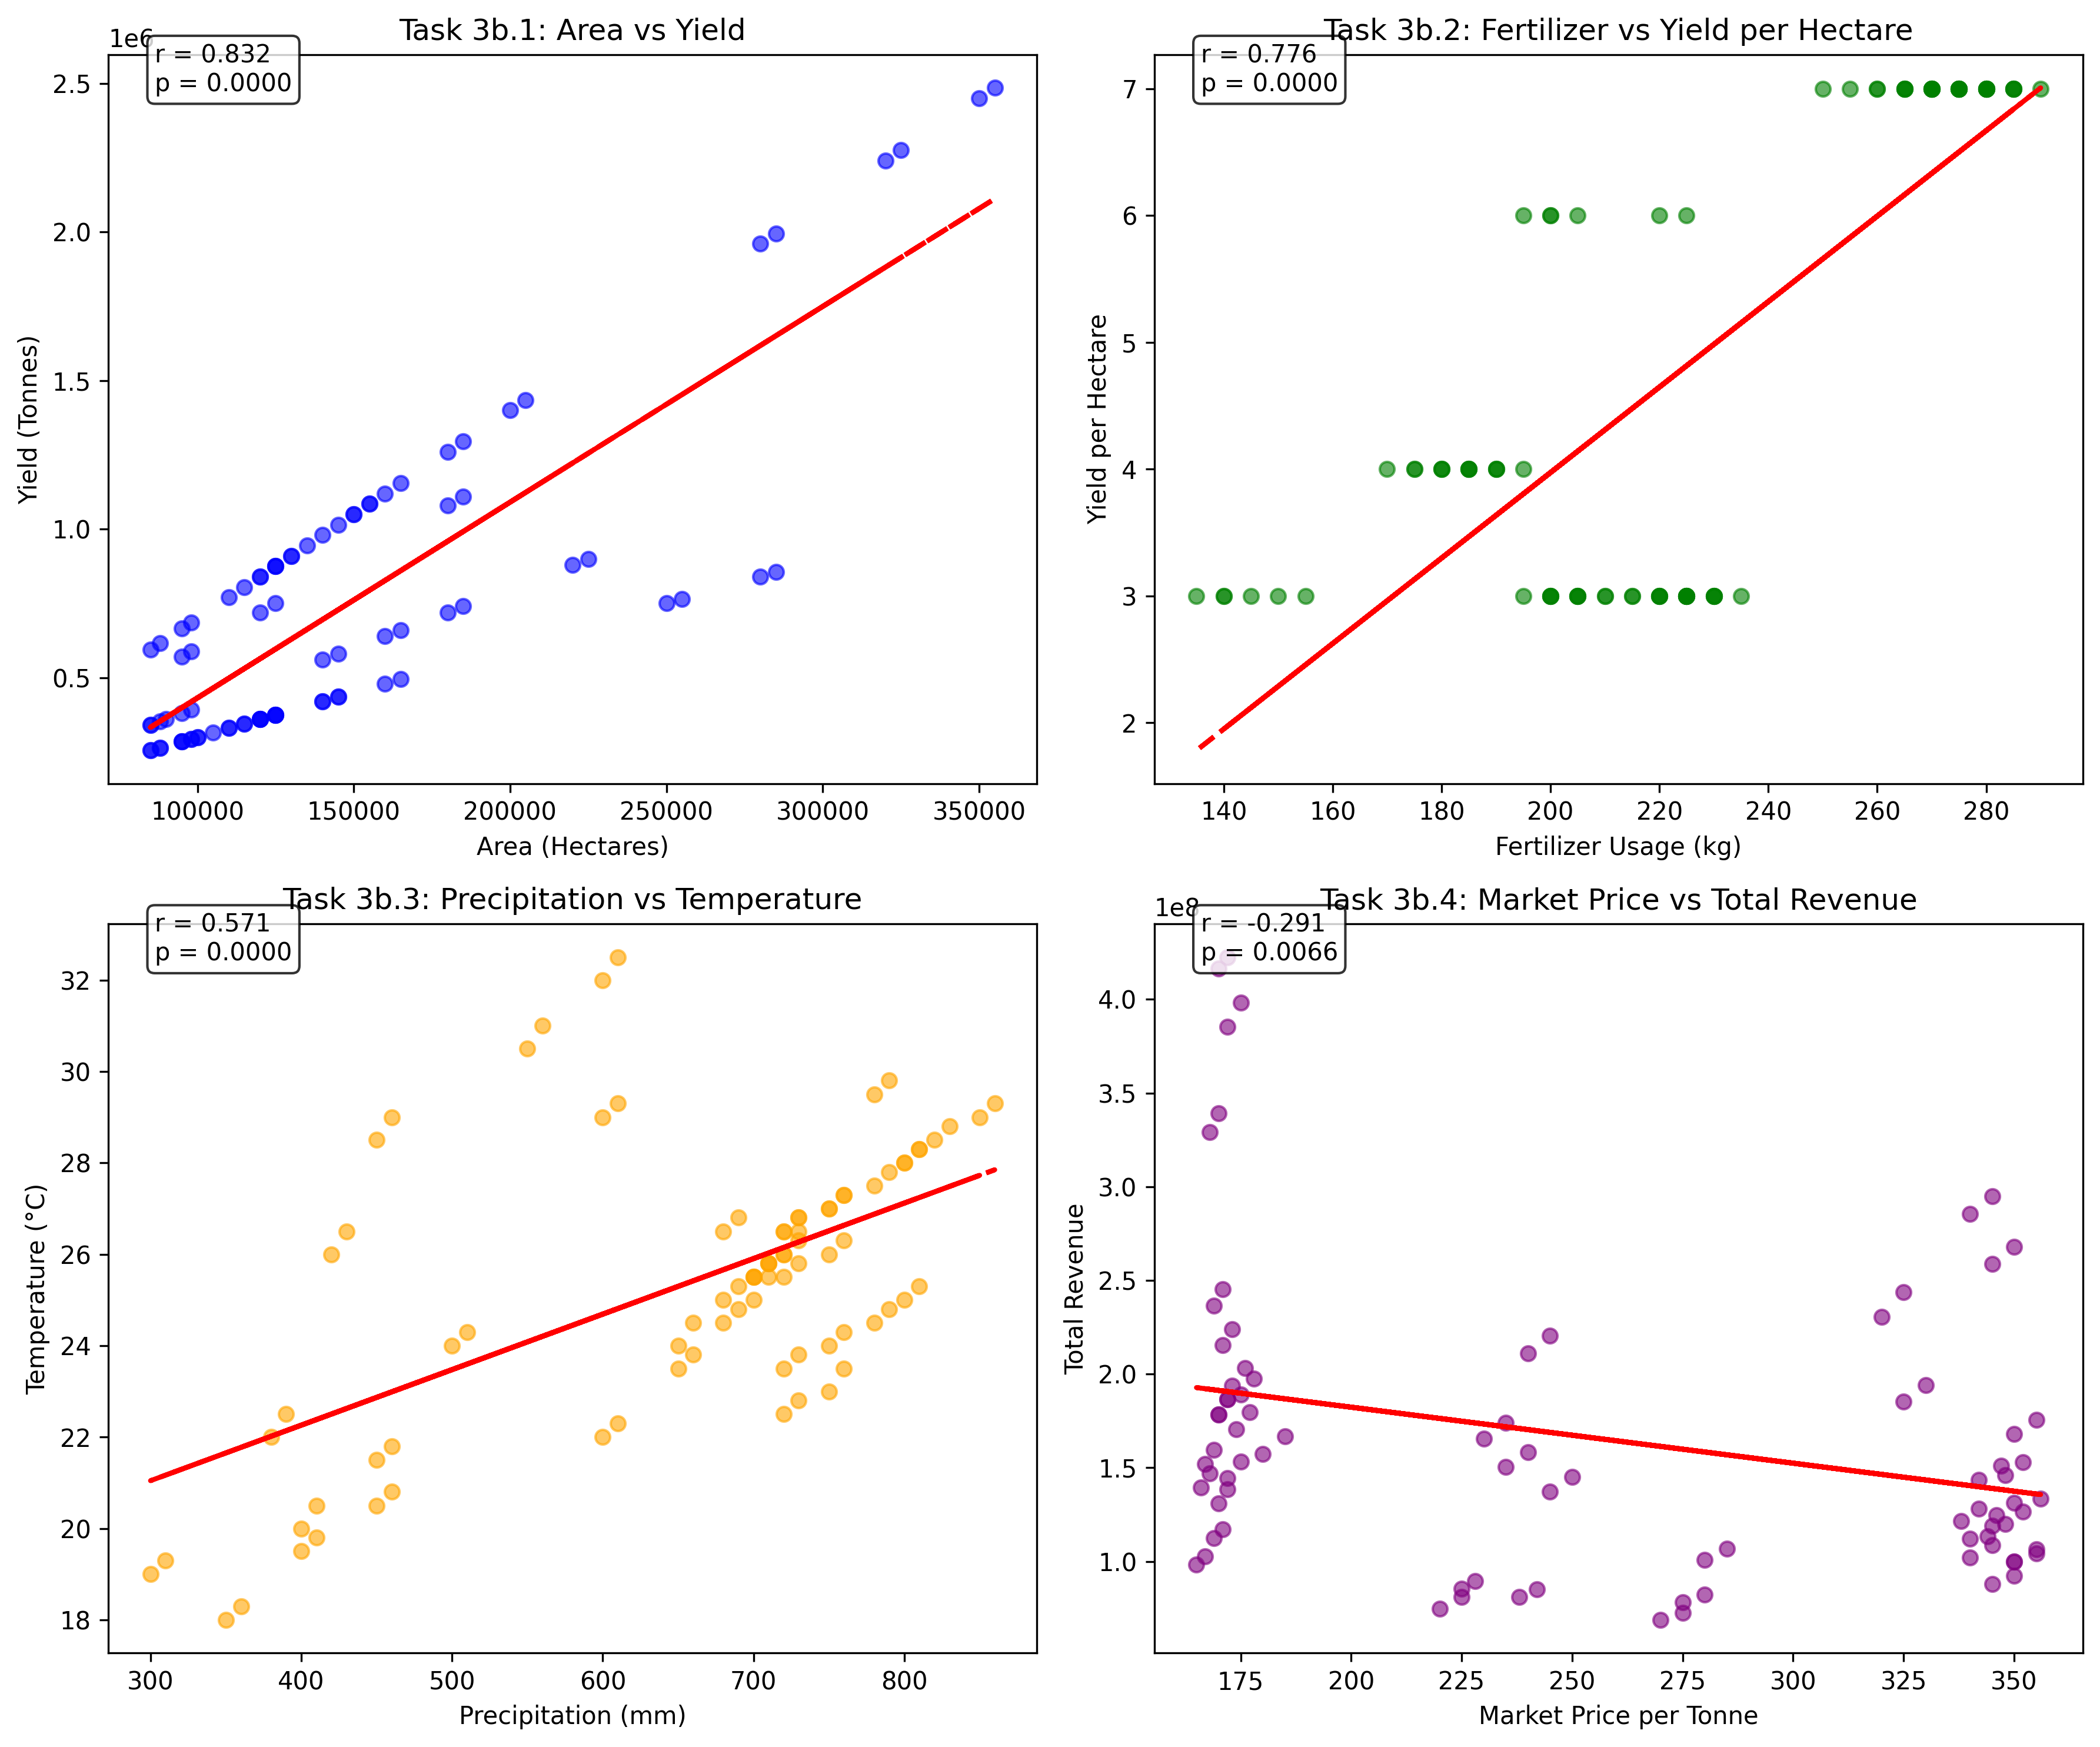 Task 3b.1: Area vs Yield
1e6
r = 0.832
p = 0.0000
2.5
2.0
1.5
1.0
0.5
Yield (Tonnes)
100000 150000 200000 250000 300000 350000
Area (Hectares)
Task 3b.2: Fertilizer vs Yield per Hectare
r = 0.776
p = 0.0000
7
6
5
4
3
2
Yield per Hectare
140 160 180 200 220 240 260 280
Fertilizer Usage (kg)
Task 3b.3: Precipitation vs Temperature
r = 0.571
p = 0.0000
32
30
28
26
24
22
20
18
Temperature (°C)
300 400 500 600 700 800
Precipitation (mm)
Task 3b.4: Market Price vs Total Revenue
1e8
r = -0.291
p = 0.0066
4.0
3.5
3.0
2.5
2.0
1.5
1.0
Total Revenue
175 200 225 250 275 300 325 350
Market Price per Tonne